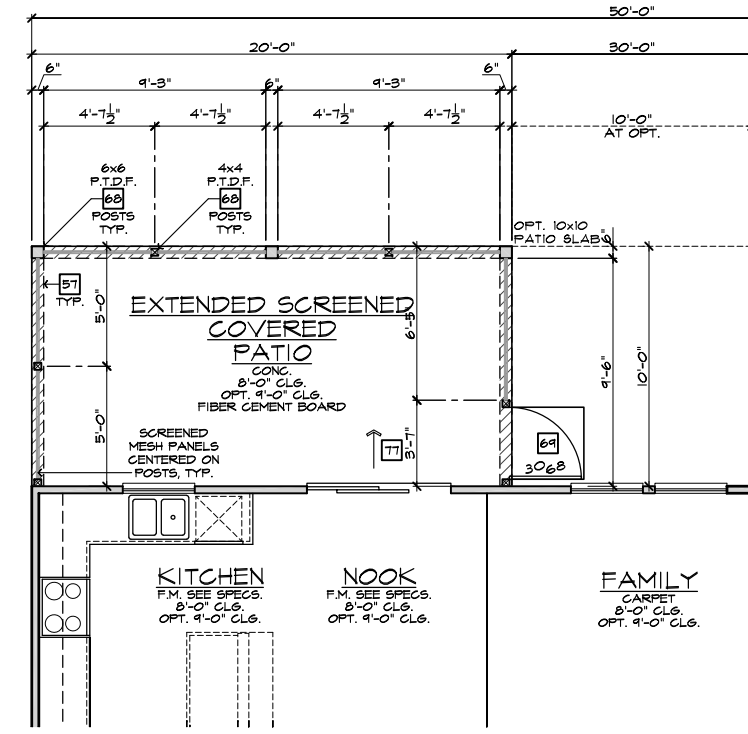 50'-0"
20'-0"
30'-0"
6"
9'-3"
6"
9'-3"
6"
4'-7½"
4'-7½"
4'-7½"
4'-7½"
10'-0"
AT OPT.
6x6
P.T.D.F.
68
POSTS
TYP.
4x4
P.T.D.F.
68
POSTS
TYP.
OPT. 10x10
PATIO SLAB
6"
57
TYP.
5'-0"
5'-0"
EXTENDED SCREENED
COVERED
PATIO
CONC.
8'-0" CLG.
OPT. 9'-0" CLG.
FIBER CEMENT BOARD
6'-5"
3'-7"
9'-6"
10'-0"
SCREENED
MESH PANELS
CENTERED ON
POSTS, TYP.
77
69
3068
KITCHEN
F.M. SEE SPECS.
8'-0" CLG.
OPT. 9'-0" CLG.
NOOK
F.M. SEE SPECS.
8'-0" CLG.
OPT. 9'-0" CLG.
FAMILY
CARPET
8'-0" CLG.
OPT. 9'-0" CLG.